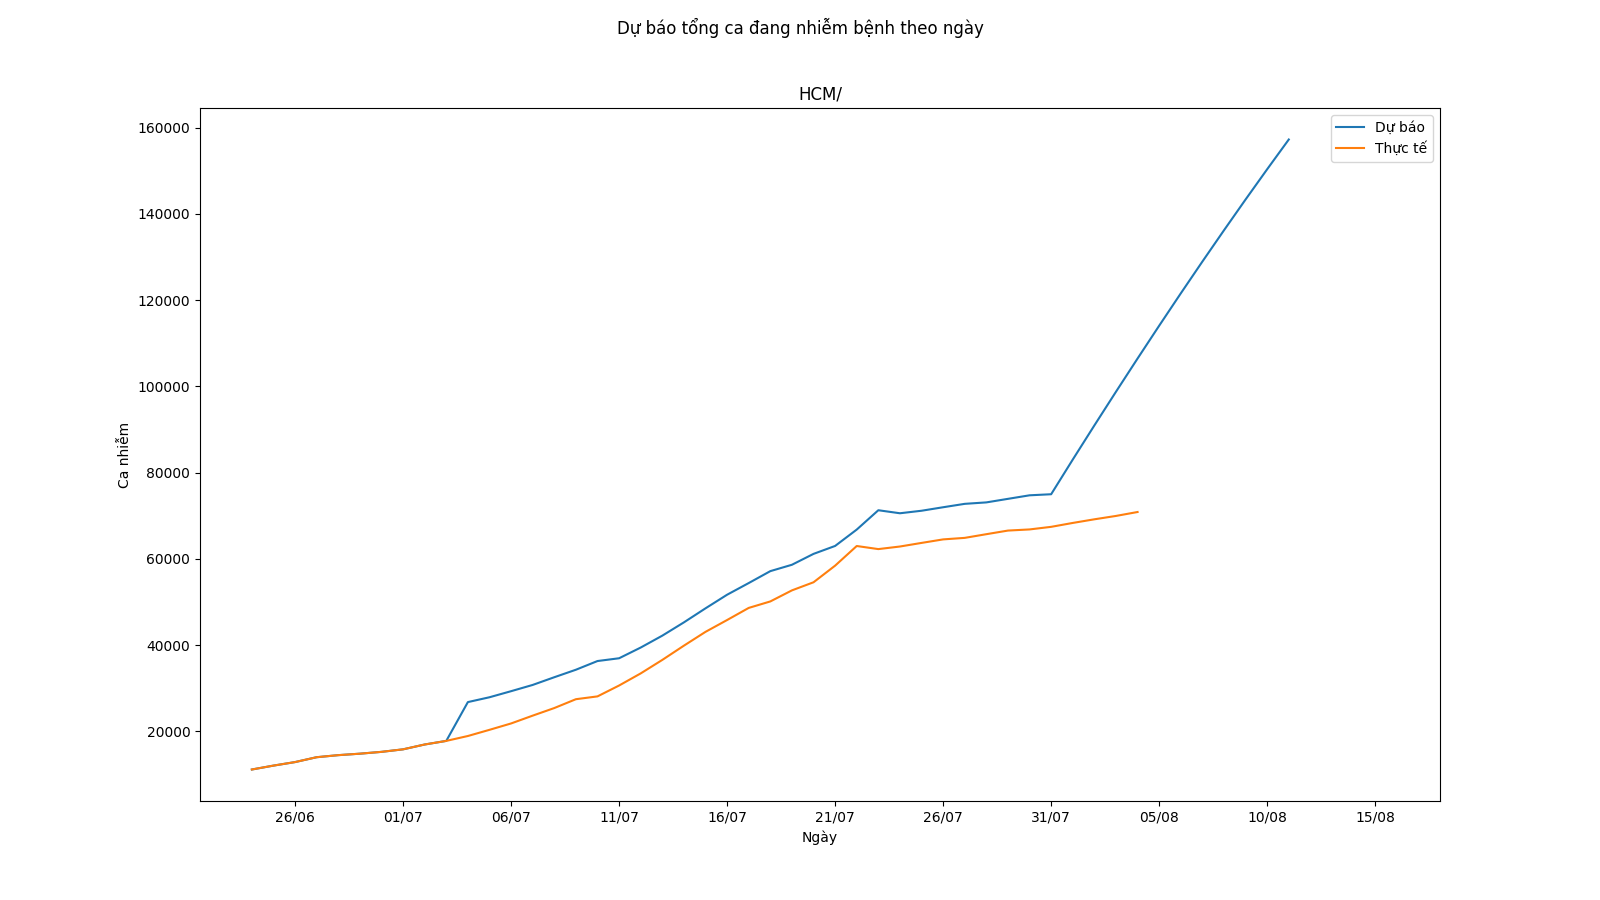 Dự báo tổng ca đang nhiễm bệnh theo ngày
HCM/
Dự báo
Thực tế
160000
140000
120000
100000
80000
60000
40000
20000
Ca nhiễm
26/06 01/07 06/07 11/07 16/07 21/07 26/07 31/07 05/08 10/08 15/08
Ngày